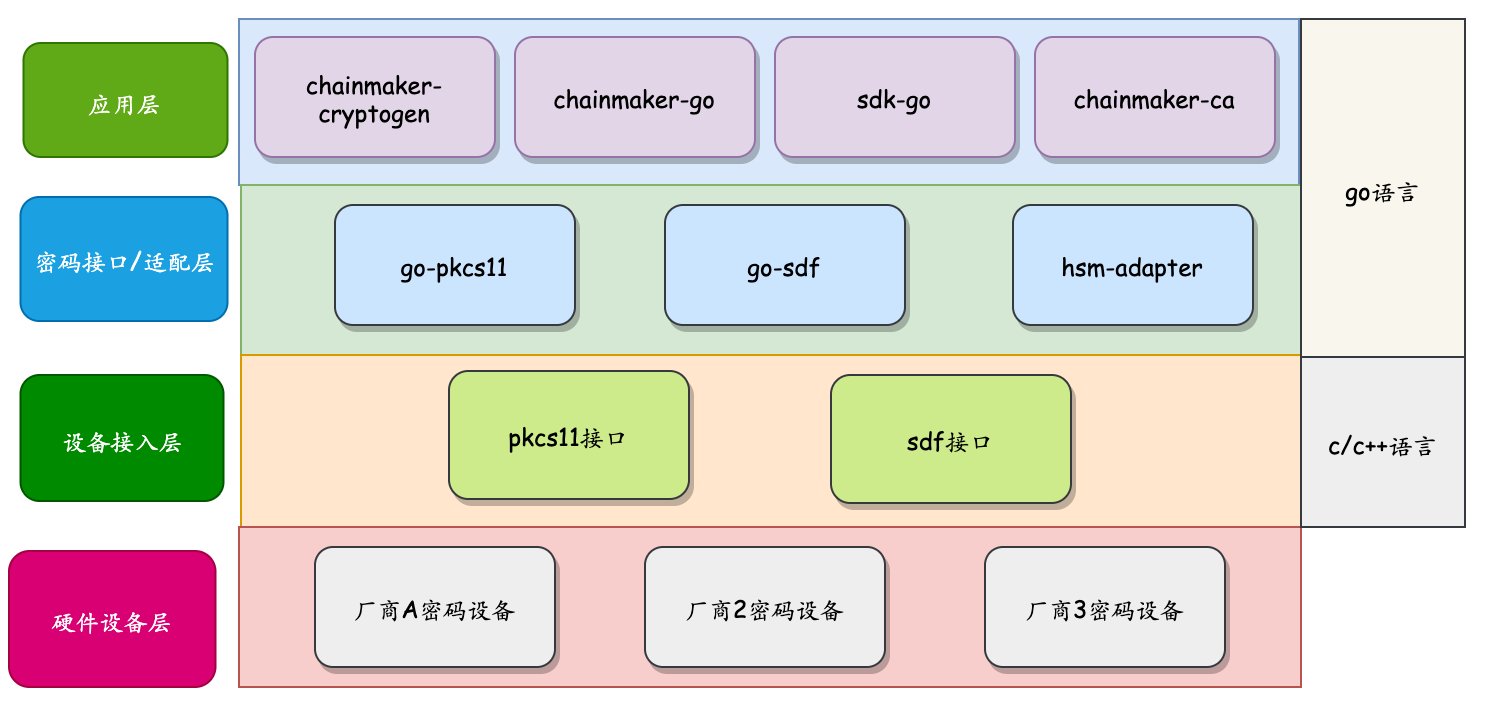 应用层
chainmaker-
cryptogen
chainmaker-go
sdk-go
chainmaker-ca
go语言
密码接口/适配层
go-pkcs11
go-sdf
hsm-adapter
设备接入层
pkcs11接口
sdf接口
c/c++语言
硬件设备层
厂商A密码设备
厂商2密码设备
厂商3密码设备